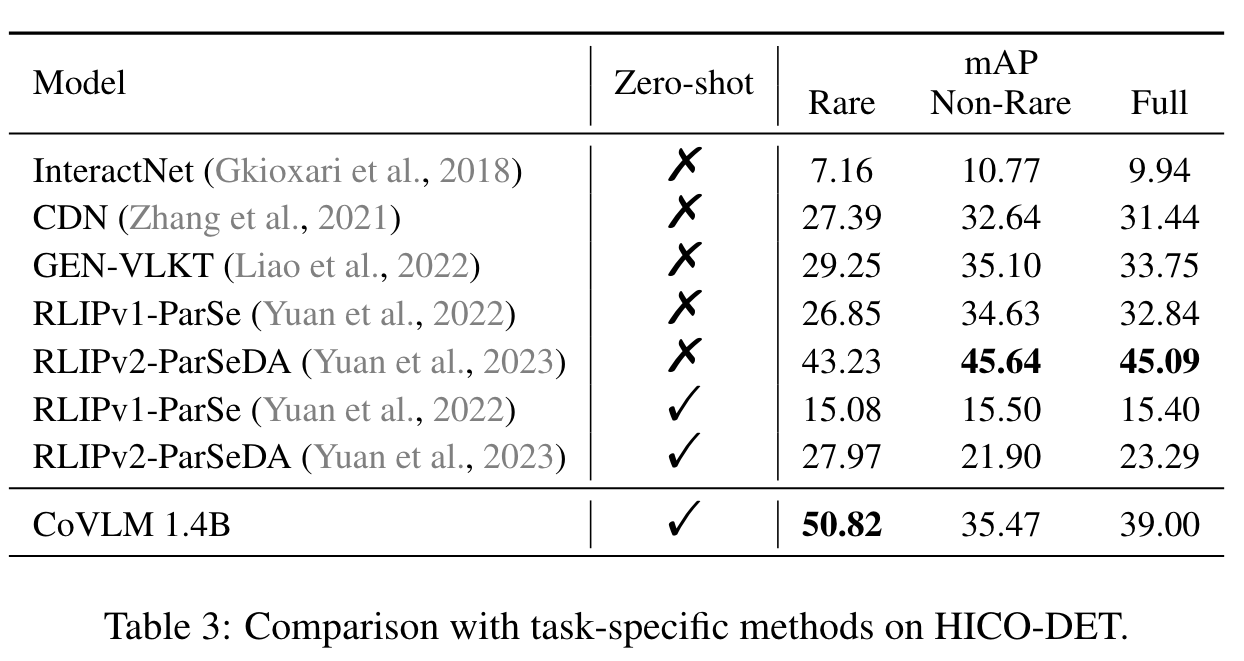 Model Zero-shot mAP
Rare Non-Rare Full
InteractNet (Gkioxari et al., 2018) ✗ 7.16 10.77 9.94
CDN (Zhang et al., 2021) ✗ 27.39 32.64 31.44
GEN-VLKT (Liao et al., 2022) ✗ 29.25 35.10 33.75
RLIPv1-ParSe (Yuan et al., 2022) ✗ 26.85 34.63 32.84
RLIPv2-ParSeDA (Yuan et al., 2023) ✗ 43.23 45.64 45.09
RLIPv1-ParSe (Yuan et al., 2022) ✓ 15.08 15.50 15.40
RLIPv2-ParSeDA (Yuan et al., 2023) ✓ 27.97 21.90 23.29
CoVLM 1.4B ✓ 50.82 35.47 39.00
Table 3: Comparison with task-specific methods on HICO-DET.